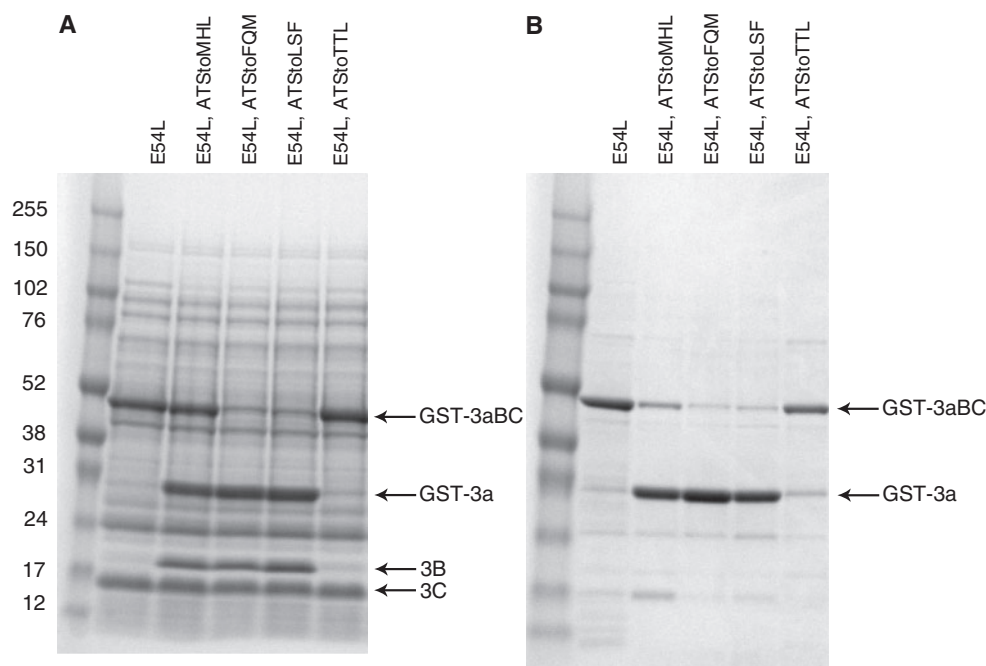 A
E54L
E54L, ATStoMHL
E54L, ATStoFQM
E54L, ATStoLSF
E54L, ATStoTTL
255
150
102
76
52
38
31
24
17
12
GST-3aBC
GST-3a
3B
3C
B
E54L
E54L, ATStoMHL
E54L, ATStoFQM
E54L, ATStoLSF
E54L, ATStoTTL
GST-3aBC
GST-3a